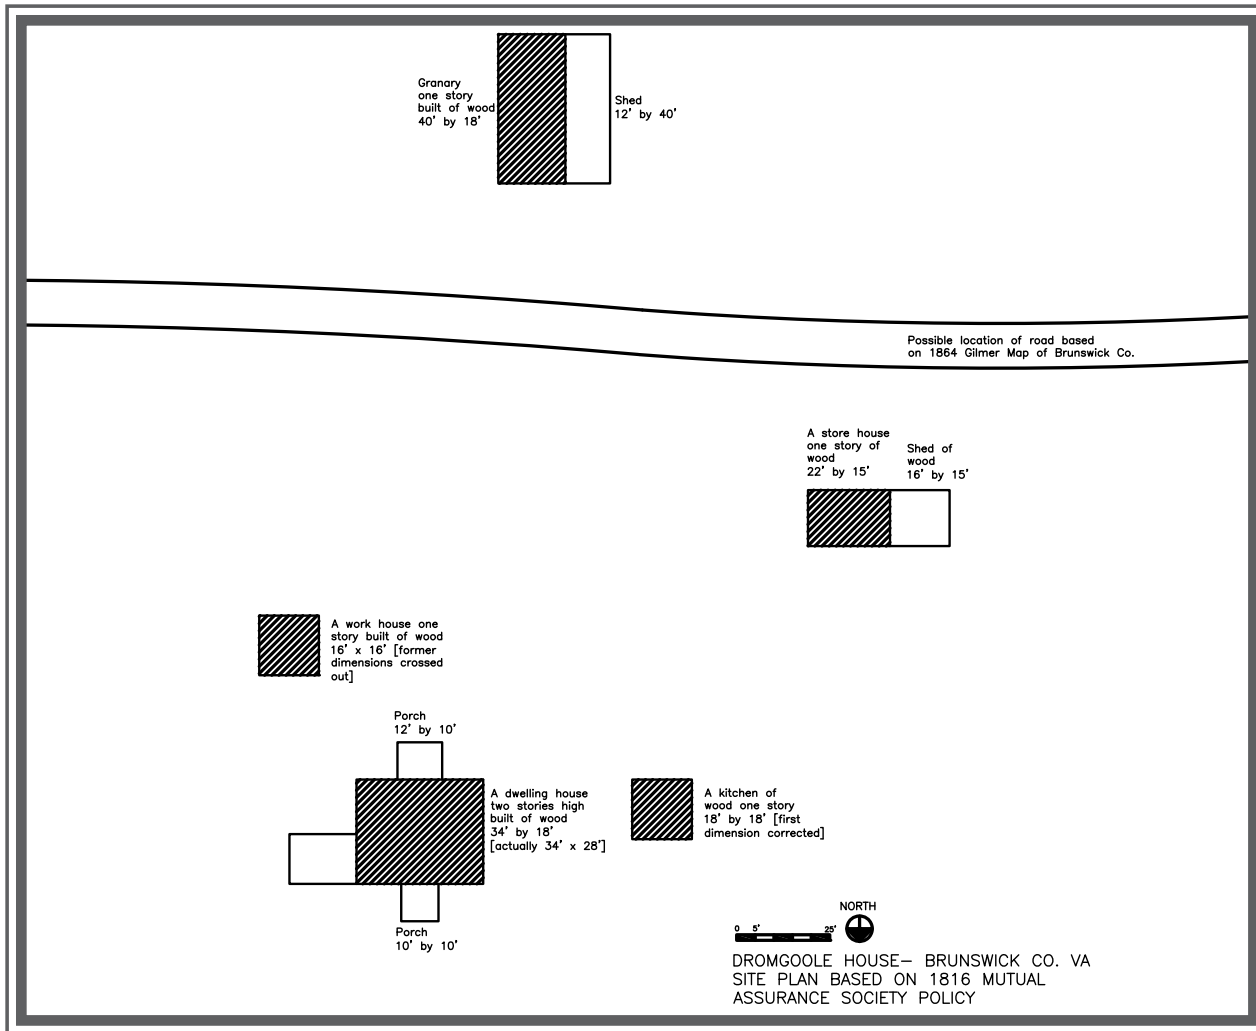 Granary
one story
built of wood
40' by 18'
Shed
12' by 40'
Possible location of road based
on 1864 Gilmer Map of Brunswick Co.
A store house
one story of
wood
22' by 15'
Shed of
wood
16' by 15'
A work house one
story built of wood
16' x 16' [former
dimensions crossed
out]
Porch
12' by 10'
A dwelling house
two stories high
built of wood
34' by 18'
[actually 34' x 28']
A kitchen of
wood one story
18' by 18' [first
dimension corrected]
Porch
10' by 10'
NORTH
0 5' 25'
DROMGOOLE HOUSE– BRUNSWICK CO. VA
SITE PLAN BASED ON 1816 MUTUAL
ASSURANCE SOCIETY POLICY